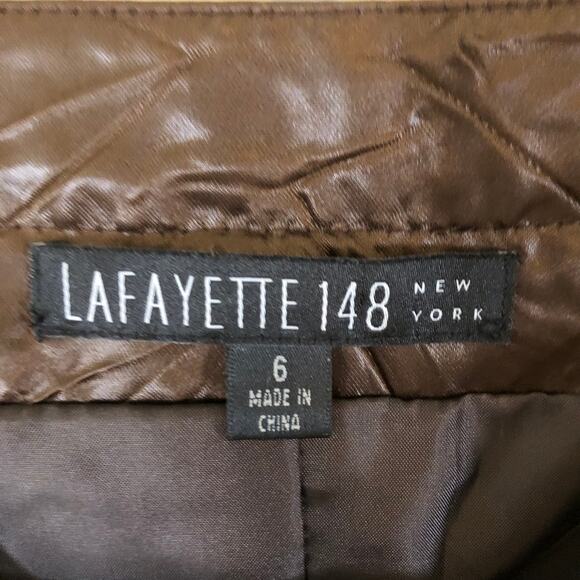 LAFAYETTE 148 NEW YORK
6
MADE IN
CHINA